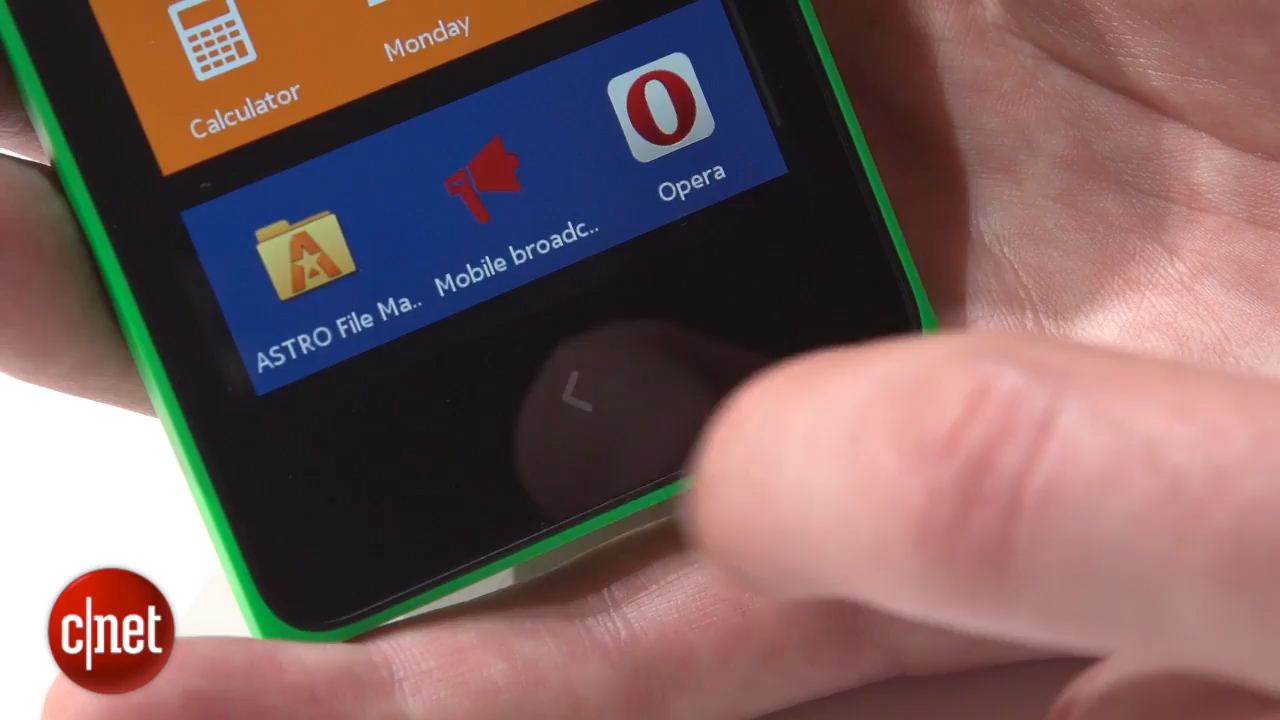 Calculator
Monday
ASTRO File Ma..
Mobile broadc..
Opera
c|net